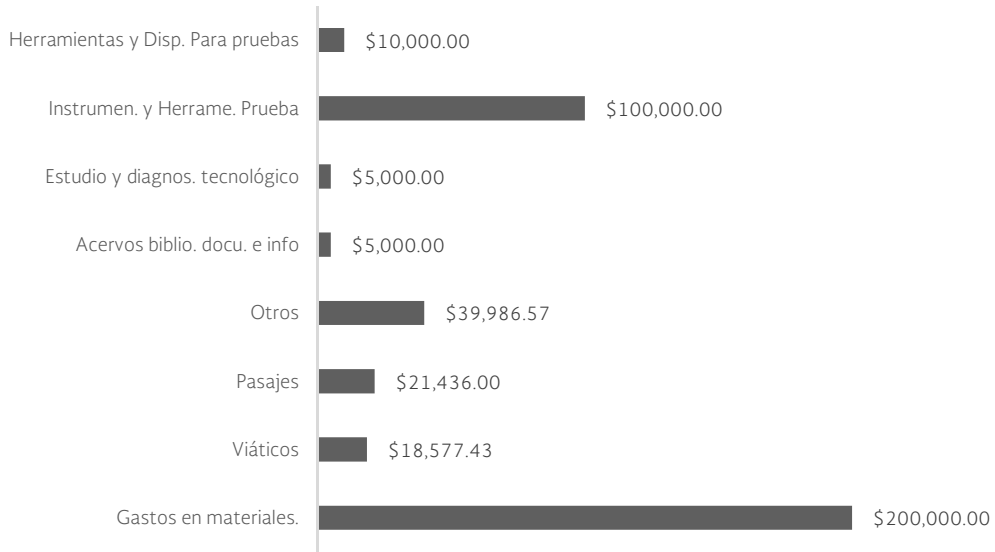 Herramientas y Disp. Para pruebas $10,000.00
Instrumen. y Herrame. Prueba $100,000.00
Estudio y diagnos. tecnológico $5,000.00
Acervos biblio. docu. e info $5,000.00
Otros $39,986.57
Pasajes $21,436.00
Viáticos $18,577.43
Gastos en materiales. $200,000.00